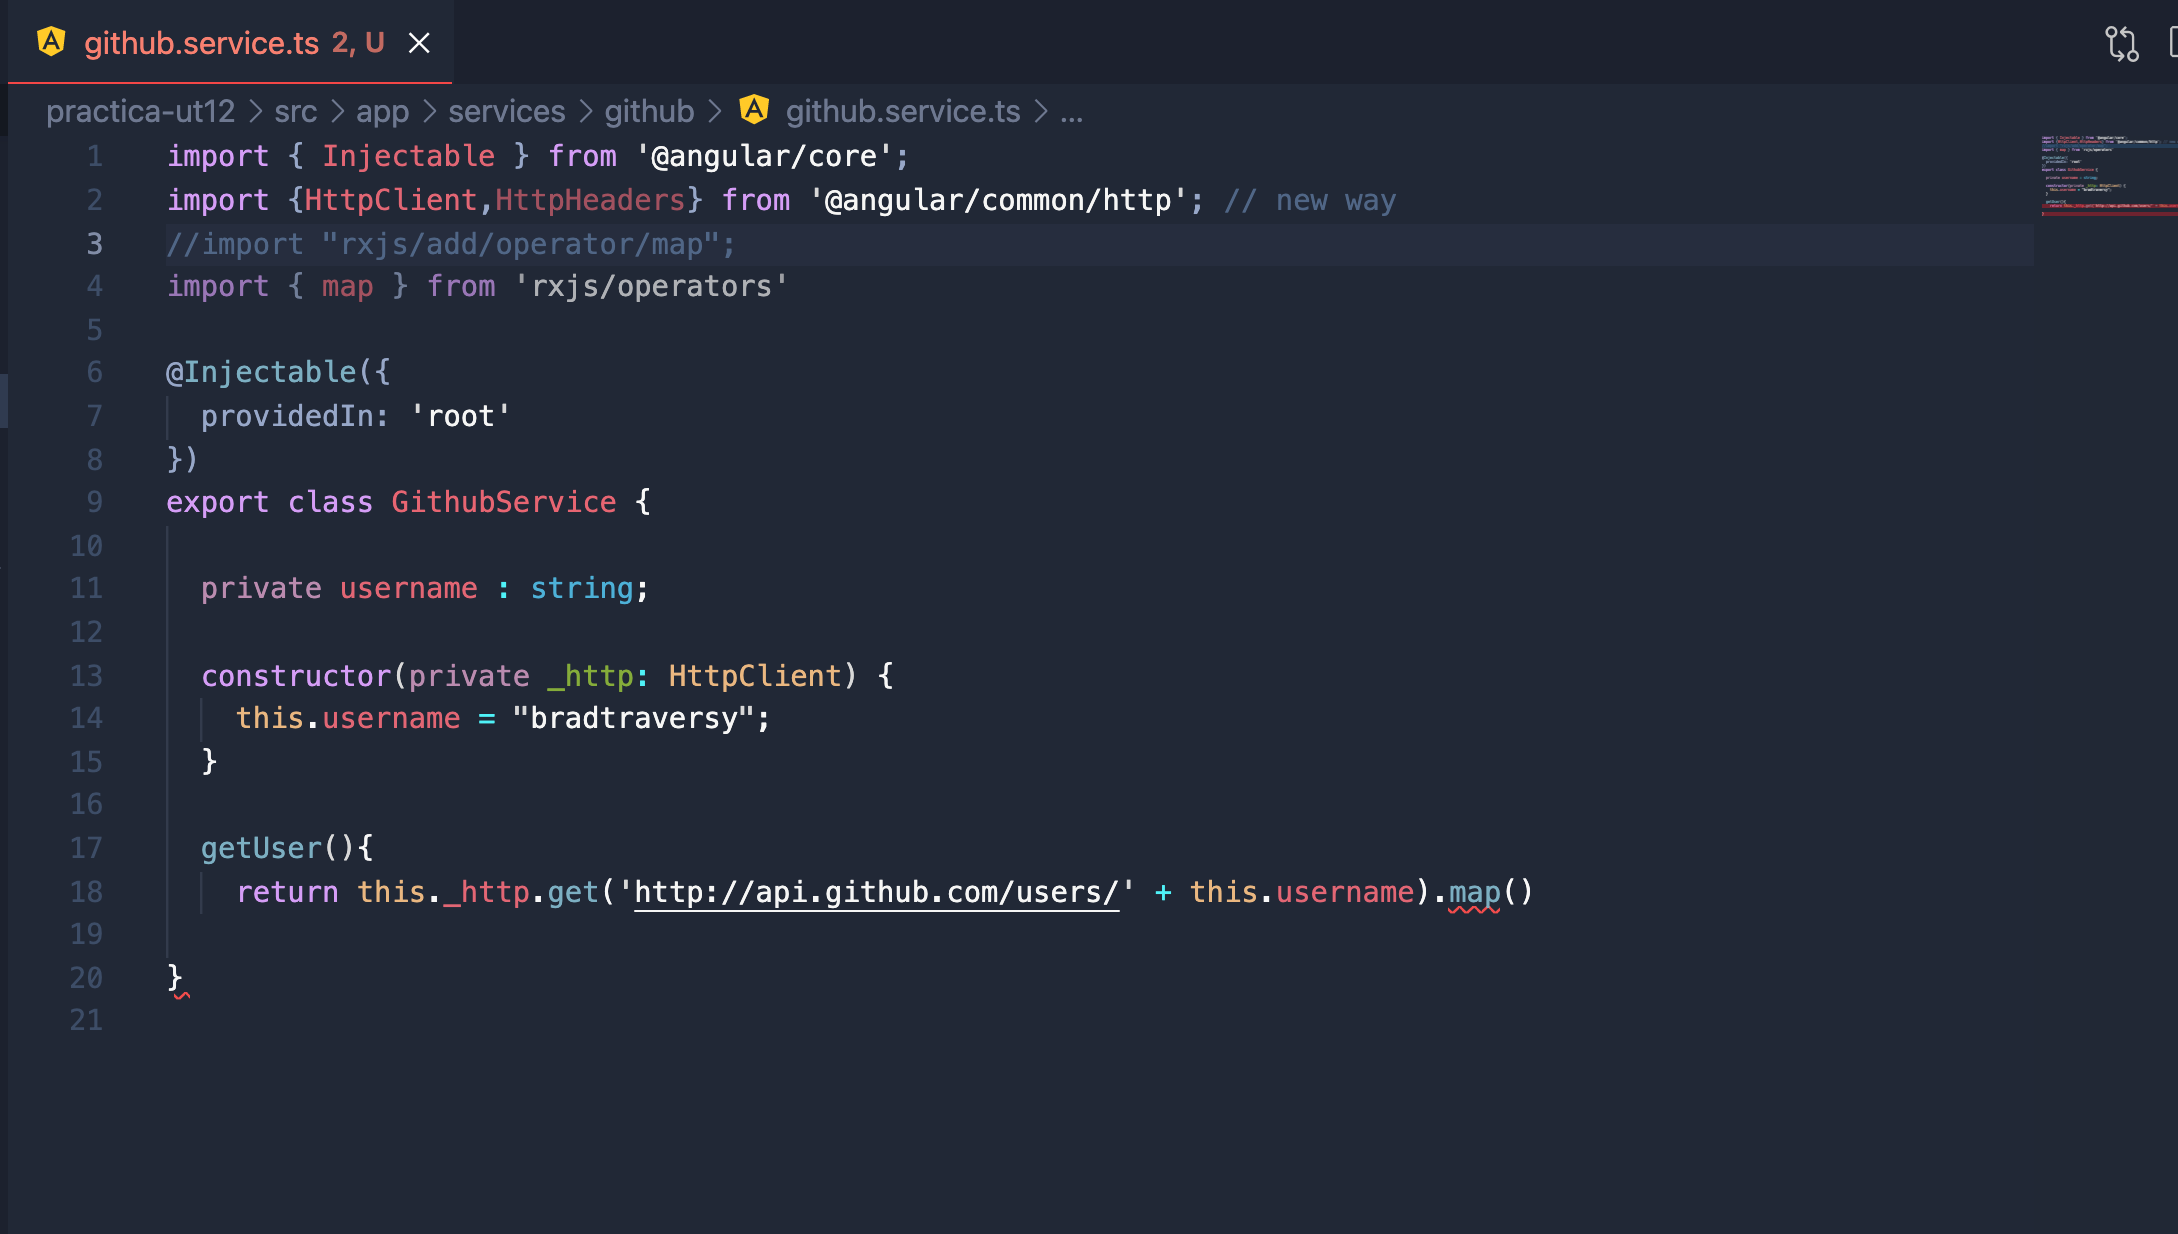 github.service.ts 2, U
practica-ut12 > src > app > services > github > github.service.ts > ...
1 import { Injectable } from '@angular/core';
2 import {HttpClient,HttpHeaders} from '@angular/common/http'; // new way
3 //import "rxjs/add/operator/map";
4 import { map } from 'rxjs/operators'
5
6 @Injectable({
7 providedIn: 'root'
8 })
9 export class GithubService {
10
11 private username : string;
12
13 constructor(private _http: HttpClient) {
14 this.username = "bradtraversy";
15 }
16
17 getUser(){
18 return this._http.get('http://api.github.com/users/' + this.username).map()
19
20 }
21